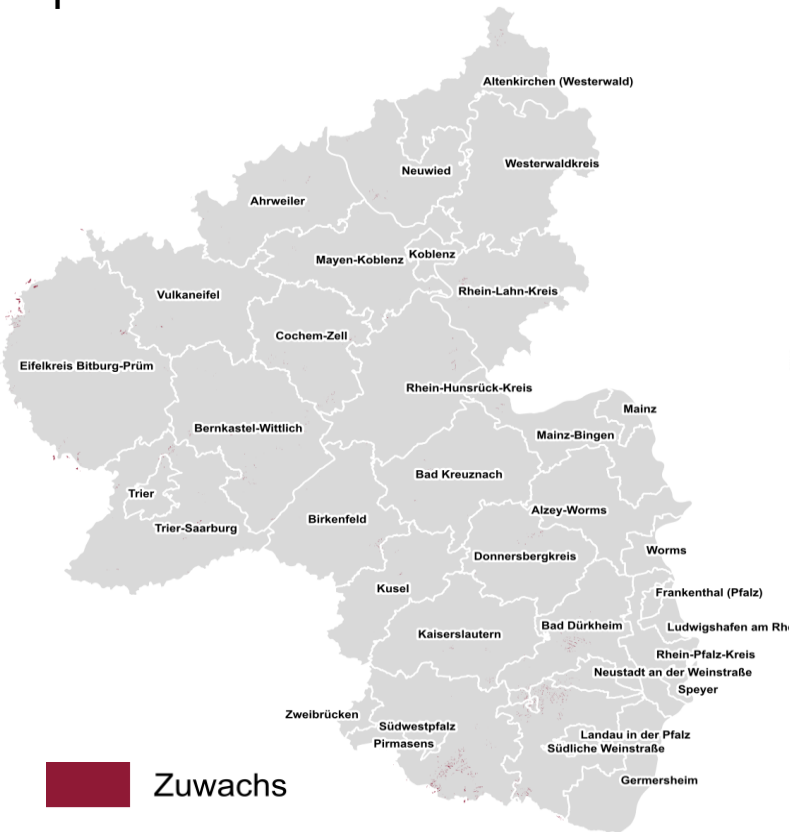 Altenkirchen (Westerwald)
Westerwaldkreis
Neuwied
Ahrweiler
Koblenz
Mayen-Koblenz
Rhein-Lahn-Kreis
Vulkaneifel
Cochem-Zell
Eifelkreis Bitburg-Prüm
Rhein-Hunsrück-Kreis
Mainz
Bernkastel-Wittlich
Mainz-Bingen
Bad Kreuznach
Trier
Alzey-Worms
Birkenfeld
Trier-Saarburg
Worms
Donnersbergkreis
Kusel
Frankenthal (Pfalz)
Bad Dürkheim
Ludwigshafen am
Kaiserslautern
Rhein-Pfalz-Kreis
Neustadt an der Weinstraße
Speyer
Zweibrücken
Südwestpfalz
Landau in der Pfalz
Pirmasens
Südliche Weinstraße
Germersheim
Zuwachs